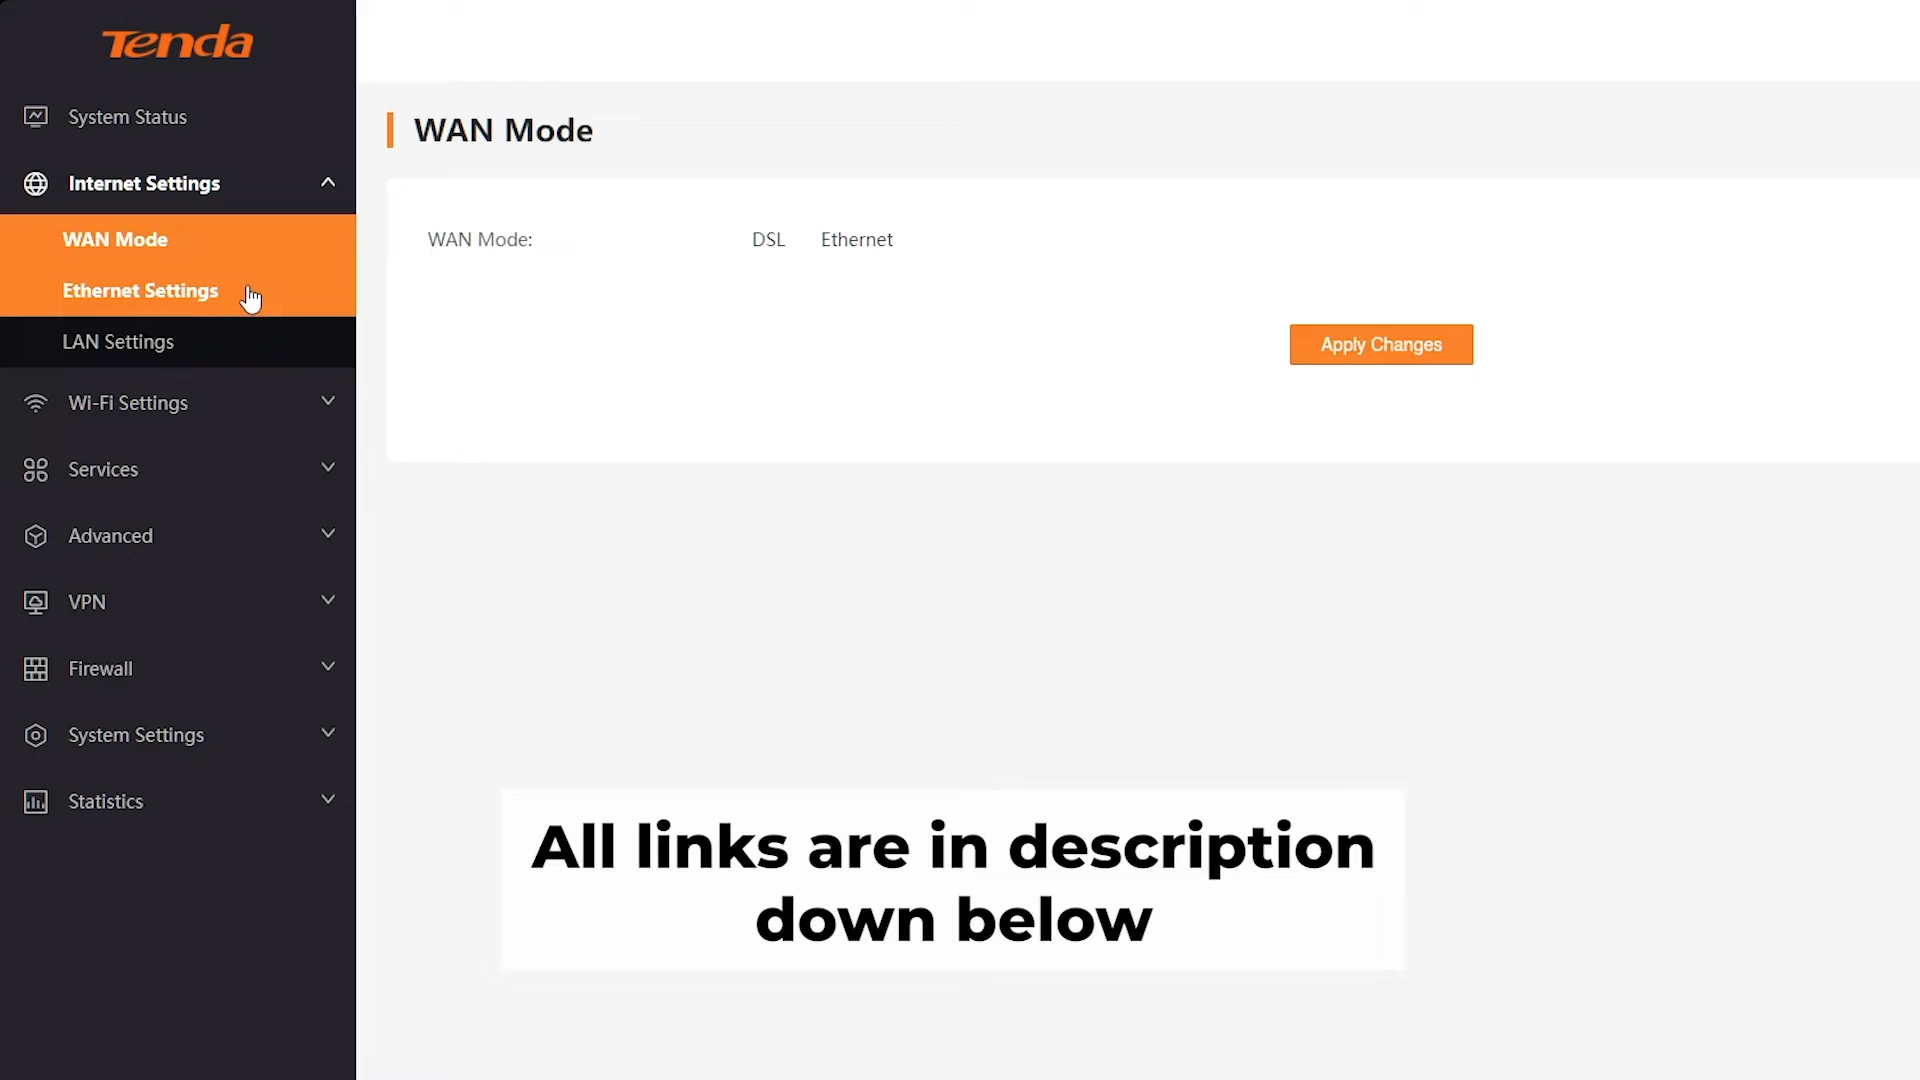 Tenda
System Status
Internet Settings
WAN Mode
Ethernet Settings
LAN Settings
Wi-Fi Settings
Services
Advanced
VPN
Firewall
System Settings
Statistics
WAN Mode
WAN Mode: DSL Ethernet
Apply Changes
All links are in description
down below